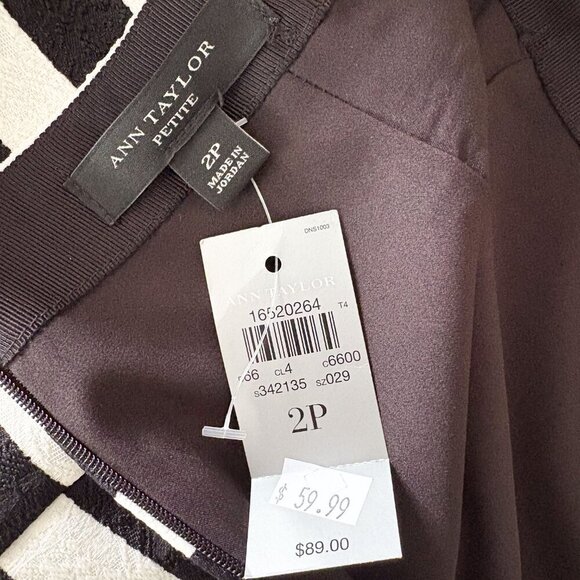 ANN TAYLOR
PETITE
2P
MADE IN
JORDAN
DNS1003
ANN TAYLOR
16520264 T4
66 CL4 C6600
S342135 SZ029
2P
$ 59.99
$89.00